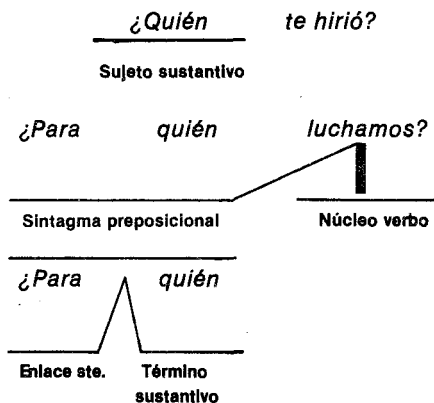 ¿Quién te hirió?
Sujeto sustantivo
¿Para quién luchamos?
Sintagma preposicional Núcleo verbo
¿Para quién
Enlace ste. Término
sustantivo